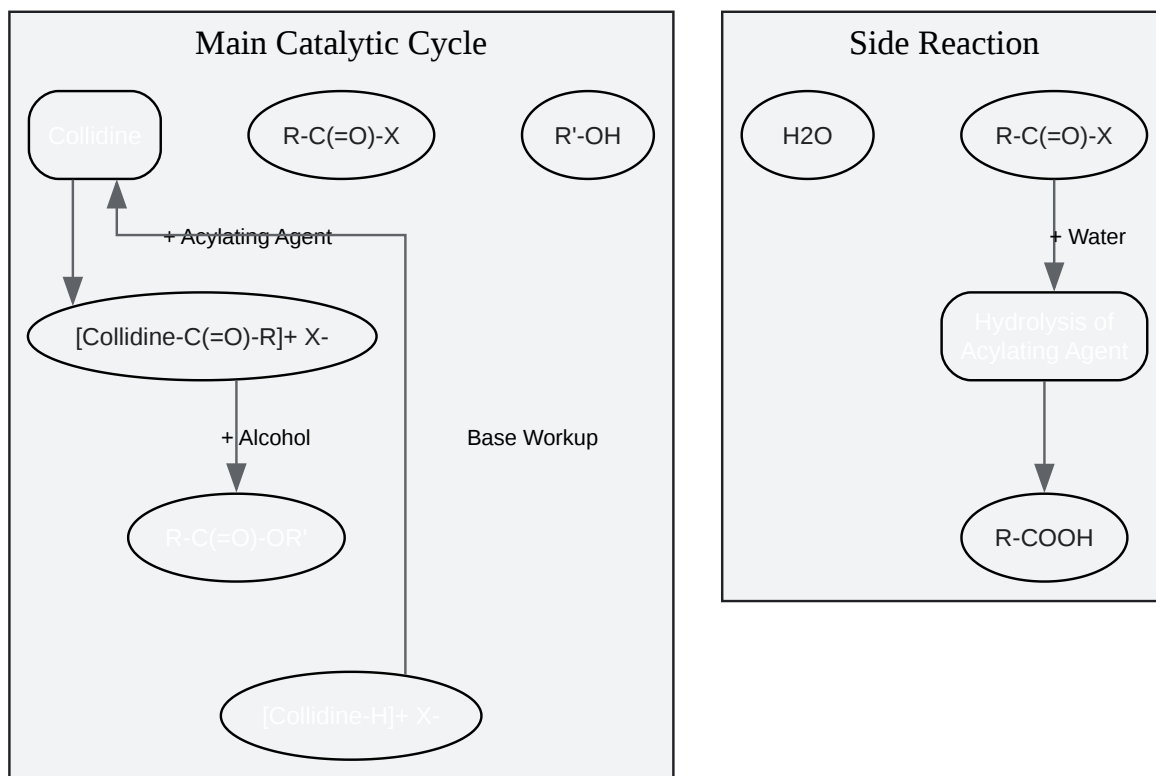 Main Catalytic Cycle
Collidine
R-C(=O)-X
R'-OH
+ Acylating Agent
[Collidine-C(=O)-R]+ X-
+ Alcohol
Base Workup
R-C(=O)-OR'
[Collidine-H]+ X-
Side Reaction
H2O
R-C(=O)-X
+ Water
Hydrolysis of
Acylating Agent
R-COOH